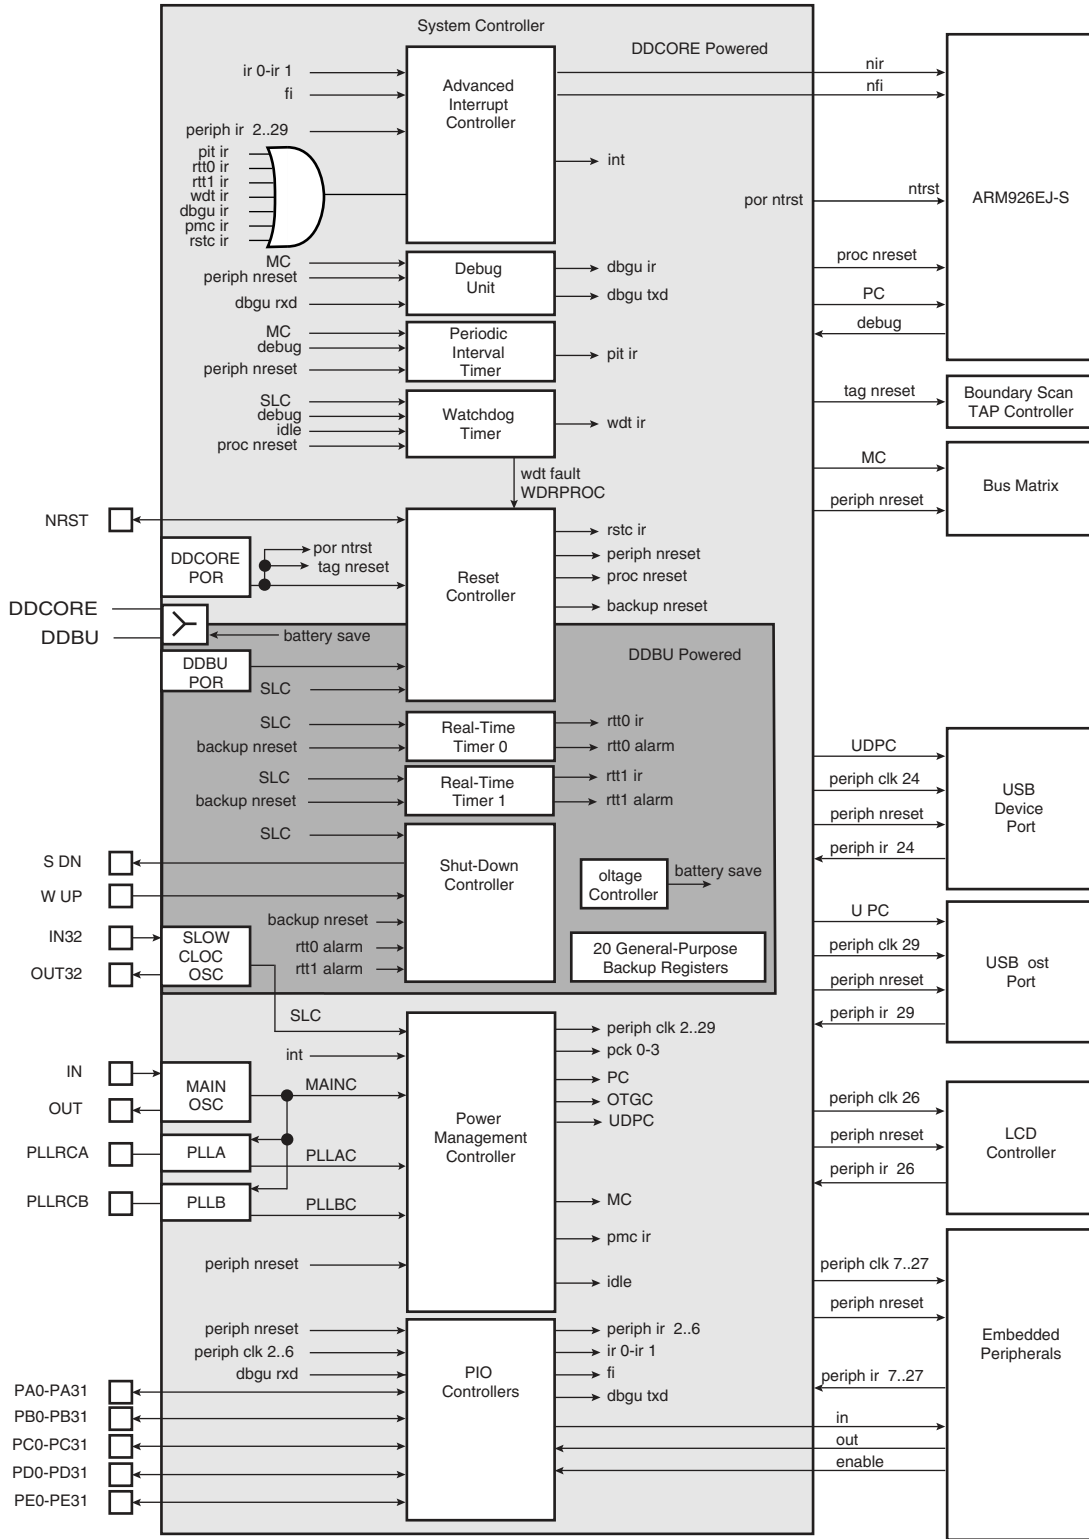 System Controller
DDCORE Powered
ir 0-ir 1
fi
periph ir 2..29
pit ir
rtt0 ir
rtt1 ir
wdt ir
dbgu ir
pmc ir
rstc ir
Advanced
Interrupt
Controller
int
nir
nfi
por ntrst
ntrst
ARM926EJ-S
proc nreset
PC
debug
MC
periph nreset
dbgu rxd
Debug
Unit
dbgu ir
dbgu txd
MC
debug
periph nreset
Periodic
Interval
Timer
pit ir
SLC
debug
idle
proc nreset
Watchdog
Timer
wdt ir
wdt fault
WDRPROC
tag nreset
Boundary Scan
TAP Controller
MC
periph nreset
Bus Matrix
NRST
DDCORE
POR
por ntrst
tag nreset
Reset
Controller
rstc ir
periph nreset
proc nreset
backup nreset
DDCORE
DDBU
battery save
DDBU Powered
DDBU
POR
SLC
SLC
backup nreset
Real-Time
Timer 0
rtt0 ir
rtt0 alarm
SLC
backup nreset
Real-Time
Timer 1
rtt1 ir
rtt1 alarm
SLC
S DN
W UP
backup nreset
rtt0 alarm
rtt1 alarm
Shut-Down
Controller
oltage
Controller
battery save
20 General-Purpose
Backup Registers
IN32
OUT32
SLOW
CLOC
OSC
SLC
UDPC
periph clk 24
periph nreset
periph ir 24
USB
Device
Port
U PC
periph clk 29
periph nreset
periph ir 29
USB ost
Port
int
IN
OUT
MAIN
OSC
MAINC
PLLRCA
PLLA
PLLAC
PLLRCB
PLLB
PLLBC
periph nreset
Power
Management
Controller
periph clk 2..29
pck 0-3
PC
OTGC
UDPC
MC
pmc ir
idle
periph clk 26
periph nreset
periph ir 26
LCD
Controller
periph nreset
periph clk 2..6
dbgu rxd
PA0-PA31
PB0-PB31
PC0-PC31
PD0-PD31
PE0-PE31
PIO
Controllers
periph ir 2..6
ir 0-ir 1
fi
dbgu txd
periph clk 7..27
periph nreset
periph ir 7..27
in
out
enable
Embedded
Peripherals